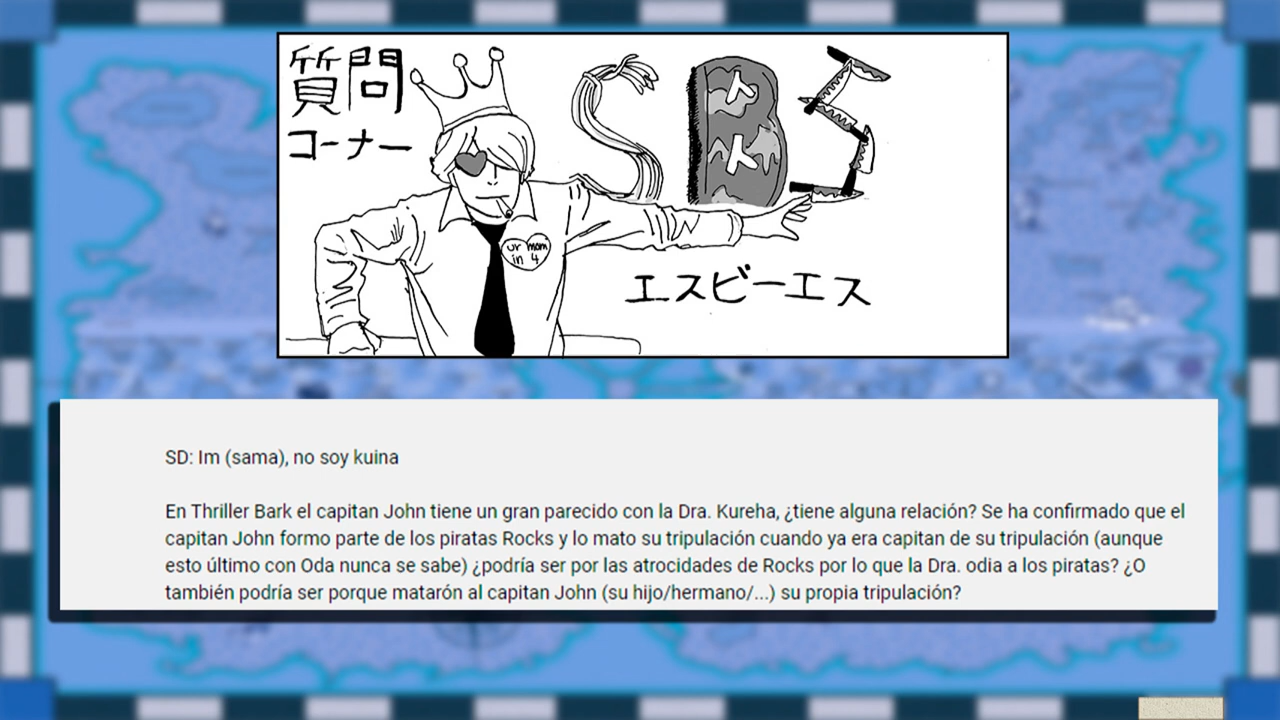 質問
コーナー
SBS
ur mom
in 4
エスビーエス
SD: Im (sama), no soy kuina
En Thriller Bark el capitan John tiene un gran parecido con la Dra. Kureha, ¿tiene alguna relación? Se ha confirmado que el
capitan John formo parte de los piratas Rocks y lo mato su tripulación cuando ya era capitan de su tripulación (aunque
esto último con Oda nunca se sabe) ¿podría ser por las atrocidades de Rocks por lo que la Dra. odia a los piratas? ¿O
también podría ser porque matarón al capitan John (su hijo/hermano/...) su propia tripulación?